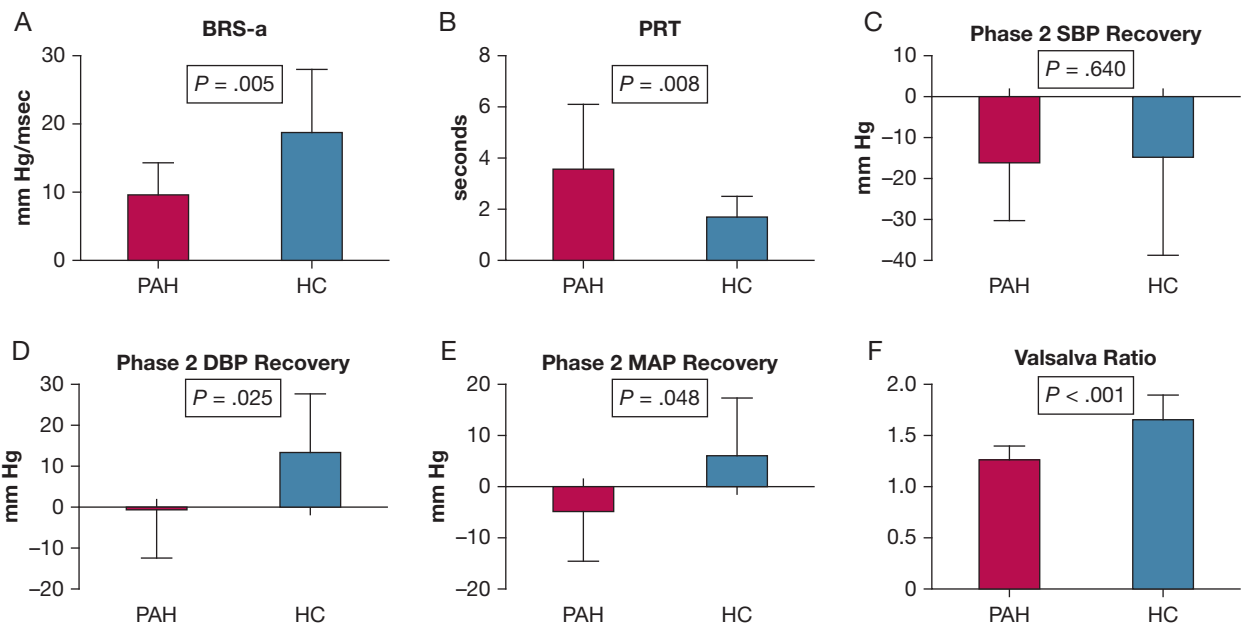 A
BRS-a
30
20
10
0
mm Hg/msec
P = .005
PAH
HC
B
PRT
8
6
4
2
0
seconds
P = .008
PAH
HC
C
Phase 2 SBP Recovery
10
0
–10
–20
–30
–40
mm Hg
P = .640
PAH
HC
D
Phase 2 DBP Recovery
30
20
10
0
–10
–20
mm Hg
P = .025
PAH
HC
E
Phase 2 MAP Recovery
20
10
0
–10
–20
mm Hg
P = .048
PAH
HC
F
Valsalva Ratio
2.0
1.5
1.0
0.5
0
P < .001
PAH
HC